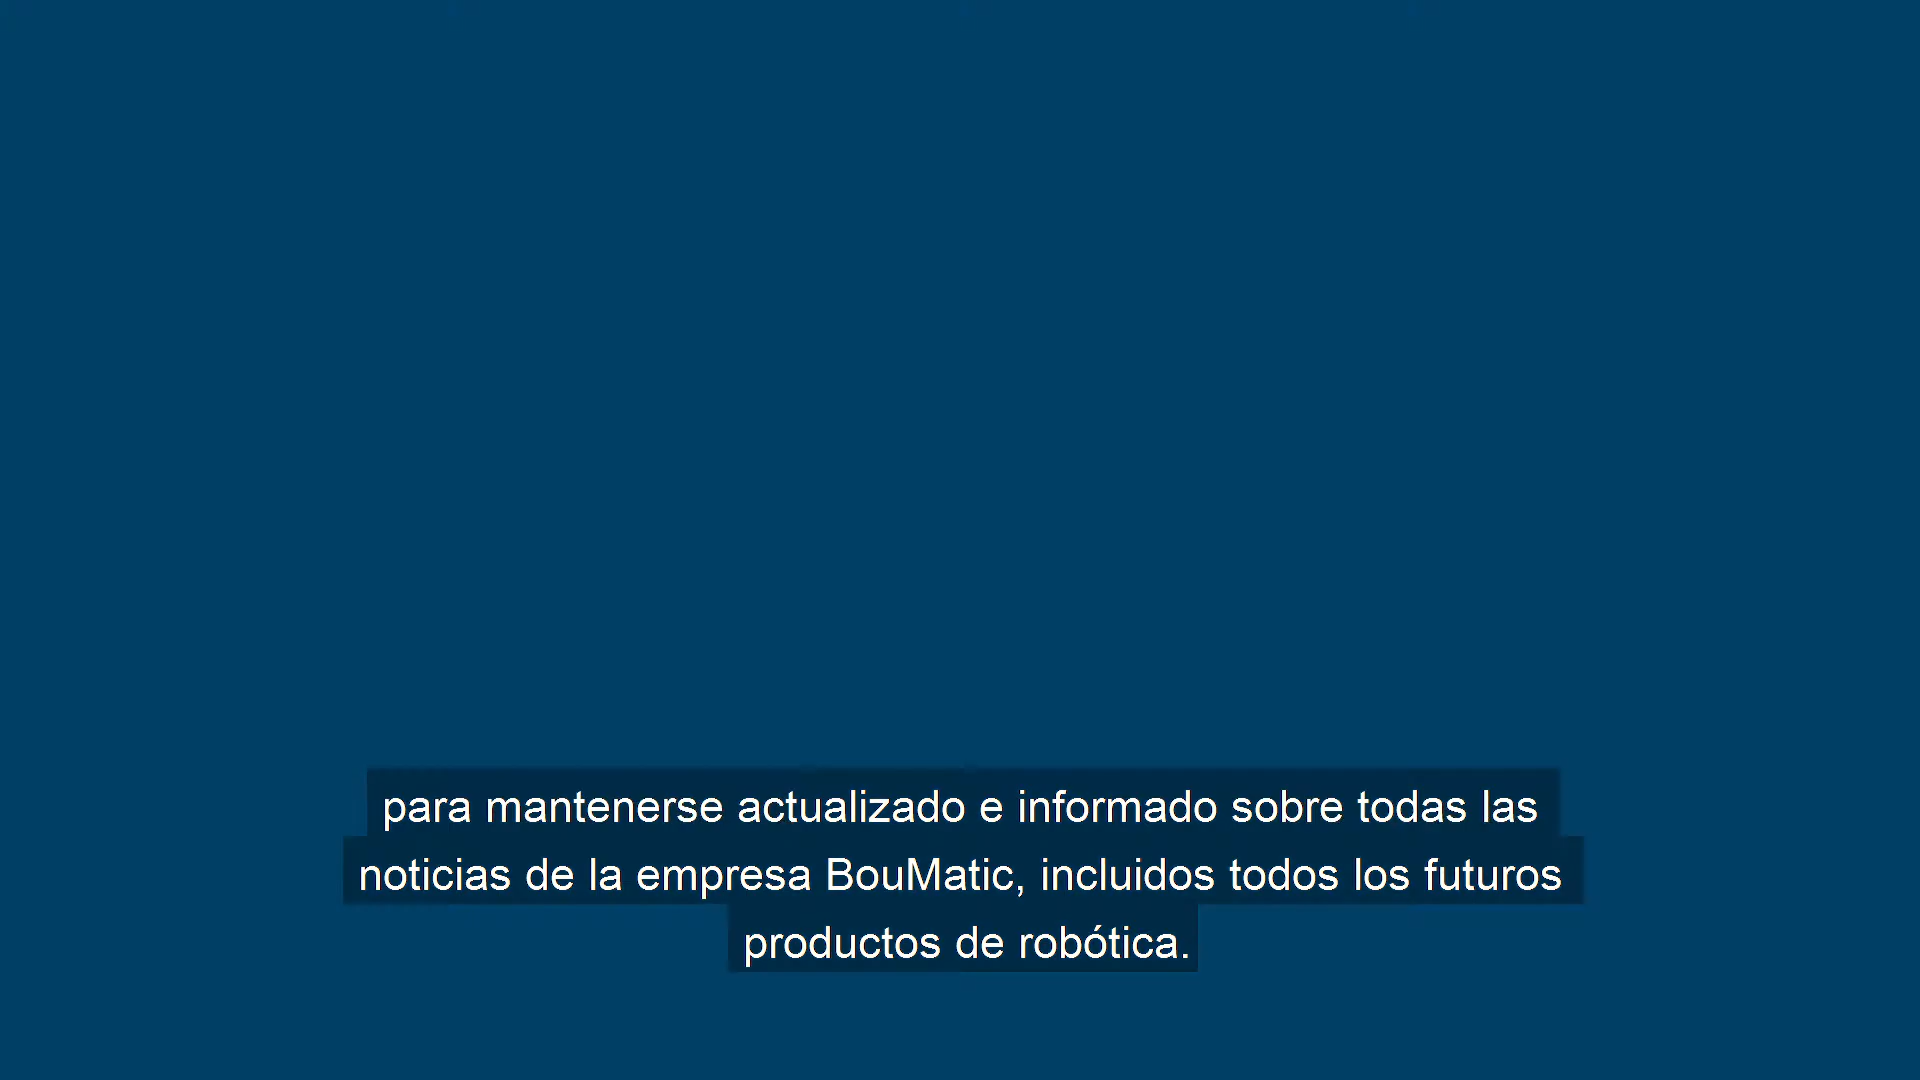 para mantenerse actualizado e informado sobre todas las
noticias de la empresa BouMatic, incluidos todos los futuros
productos de robótica.